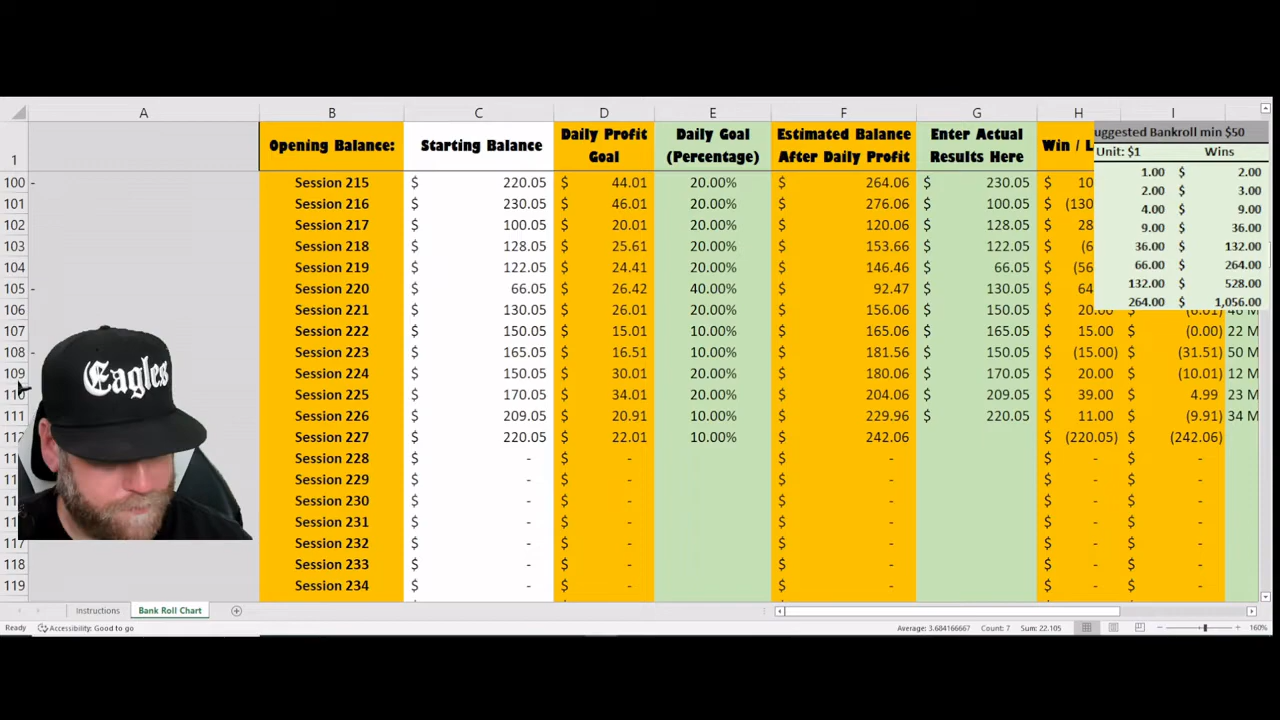 A B C D E F G H I
1 Opening Balance: Starting Balance Daily Profit Goal Daily Goal (Percentage) Estimated Balance After Daily Profit Enter Actual Results Here Win / L
uggested Bankroll min $50
Unit: $1 Wins
1.00 $ 2.00
2.00 $ 3.00
4.00 $ 9.00
9.00 $ 36.00
36.00 $ 132.00
66.00 $ 264.00
132.00 $ 528.00
264.00 $ 1,056.00
100 - Session 215 $ 220.05 $ 44.01 20.00% $ 264.06 $ 230.05 $ 10
101 Session 216 $ 230.05 $ 46.01 20.00% $ 276.06 $ 100.05 $ (130
102 Session 217 $ 100.05 $ 20.01 20.00% $ 120.06 $ 128.05 $ 28
103 Session 218 $ 128.05 $ 25.61 20.00% $ 153.66 $ 122.05 $ (6
104 Session 219 $ 122.05 $ 24.41 20.00% $ 146.46 $ 66.05 $ (56
105 - Session 220 $ 66.05 $ 26.42 40.00% $ 92.47 $ 130.05 $ 64
106 Session 221 $ 130.05 $ 26.01 20.00% $ 156.06 $ 150.05 $ 20.00 $ (6.01) 46 M
107 Session 222 $ 150.05 $ 15.01 10.00% $ 165.06 $ 165.05 $ 15.00 $ (0.00) 22 M
108 - Session 223 $ 165.05 $ 16.51 10.00% $ 181.56 $ 150.05 $ (15.00) $ (31.51) 50 M
109 Session 224 $ 150.05 $ 30.01 20.00% $ 180.06 $ 170.05 $ 20.00 $ (10.01) 12 M
110 Session 225 $ 170.05 $ 34.01 20.00% $ 204.06 $ 209.05 $ 39.00 $ 4.99 23 M
111 Session 226 $ 209.05 $ 20.91 10.00% $ 229.96 $ 220.05 $ 11.00 $ (9.91) 34 M
112 Session 227 $ 220.05 $ 22.01 10.00% $ 242.06 $ (220.05) $ (242.06)
11 Session 228 $ - $ - $ - $ - $ -
11 Session 229 $ - $ - $ - $ - $ -
11 Session 230 $ - $ - $ - $ - $ -
11 Session 231 $ - $ - $ - $ - $ -
117 Session 232 $ - $ - $ - $ - $ -
118 Session 233 $ - $ - $ - $ - $ -
119 Session 234 $ - $ - $ - $ - $ -
Eagles
Instructions Bank Roll Chart
Ready Accessibility: Good to go Average: 3.684166667 Count: 7 Sum: 22.105 160%